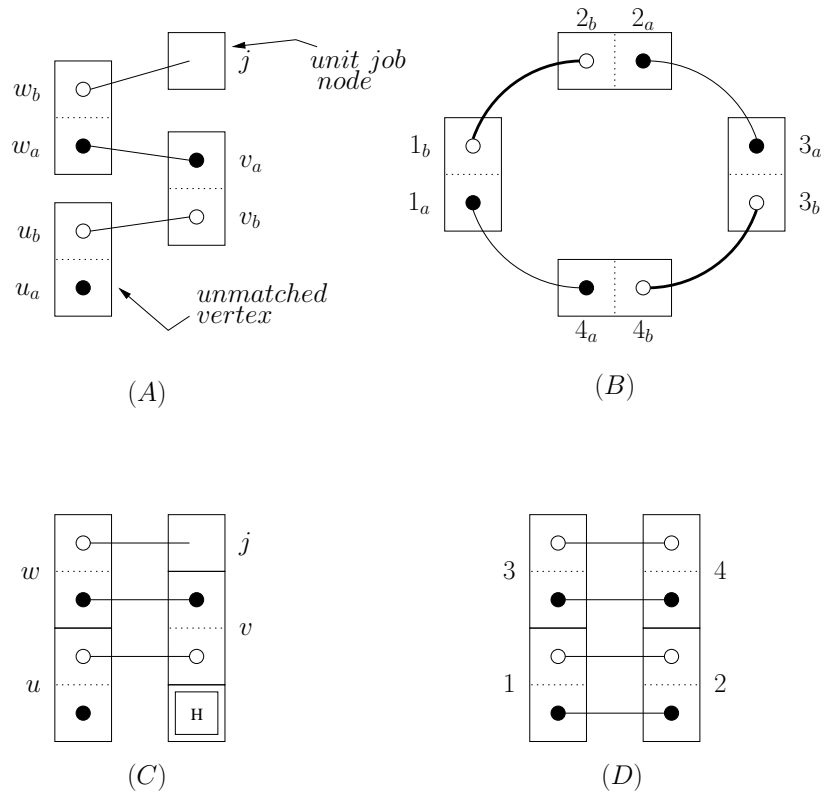 j
unit job
node
w_b
w_a
v_a
v_b
u_b
u_a
unmatched
vertex
(A)
2_b 2_a
1_b
1_a
3_a
3_b
4_a 4_b
(B)
w
j
v
u
H
(C)
3
4
1
2
(D)